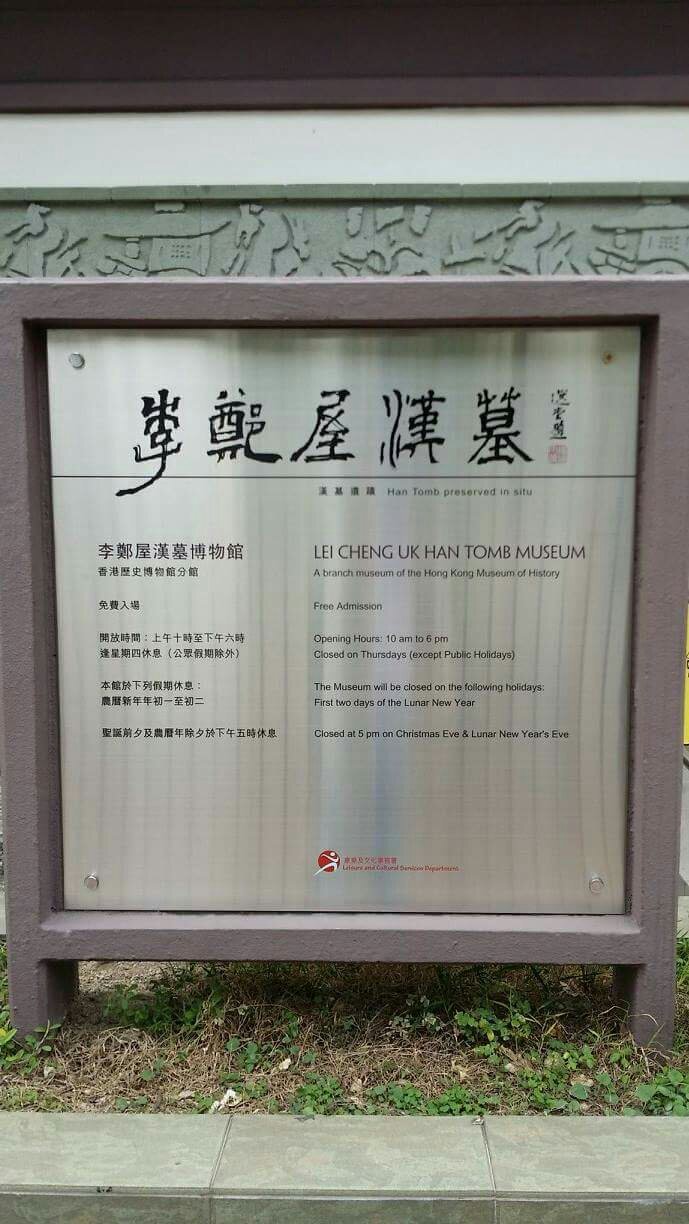 李鄭屋漢墓
選堂題
漢墓遺蹟 Han Tomb preserved in situ
李鄭屋漢墓博物館
香港歷史博物館分館
免費入場
開放時間：上午十時至下午六時
逢星期四休息（公眾假期除外）
本館於下列假期休息：
農曆新年年初一至初二
聖誕前夕及農曆年除夕於下午五時休息
LEI CHENG UK HAN TOMB MUSEUM
A branch museum of the Hong Kong Museum of History
Free Admission
Opening Hours: 10 am to 6 pm
Closed on Thursdays (except Public Holidays)
The Museum will be closed on the following holidays:
First two days of the Lunar New Year
Closed at 5 pm on Christmas Eve & Lunar New Year's Eve
康樂及文化事務署
Leisure and Cultural Services Department